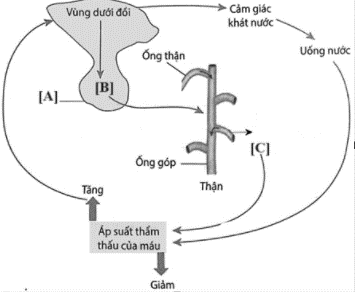 Vùng dưới đồi
Cảm giác
khát nước
Ống thận
Uống nước
[A]
[B]
[C]
Ống góp
Thận
Tăng
Áp suất thẩm
thấu của máu
Giảm